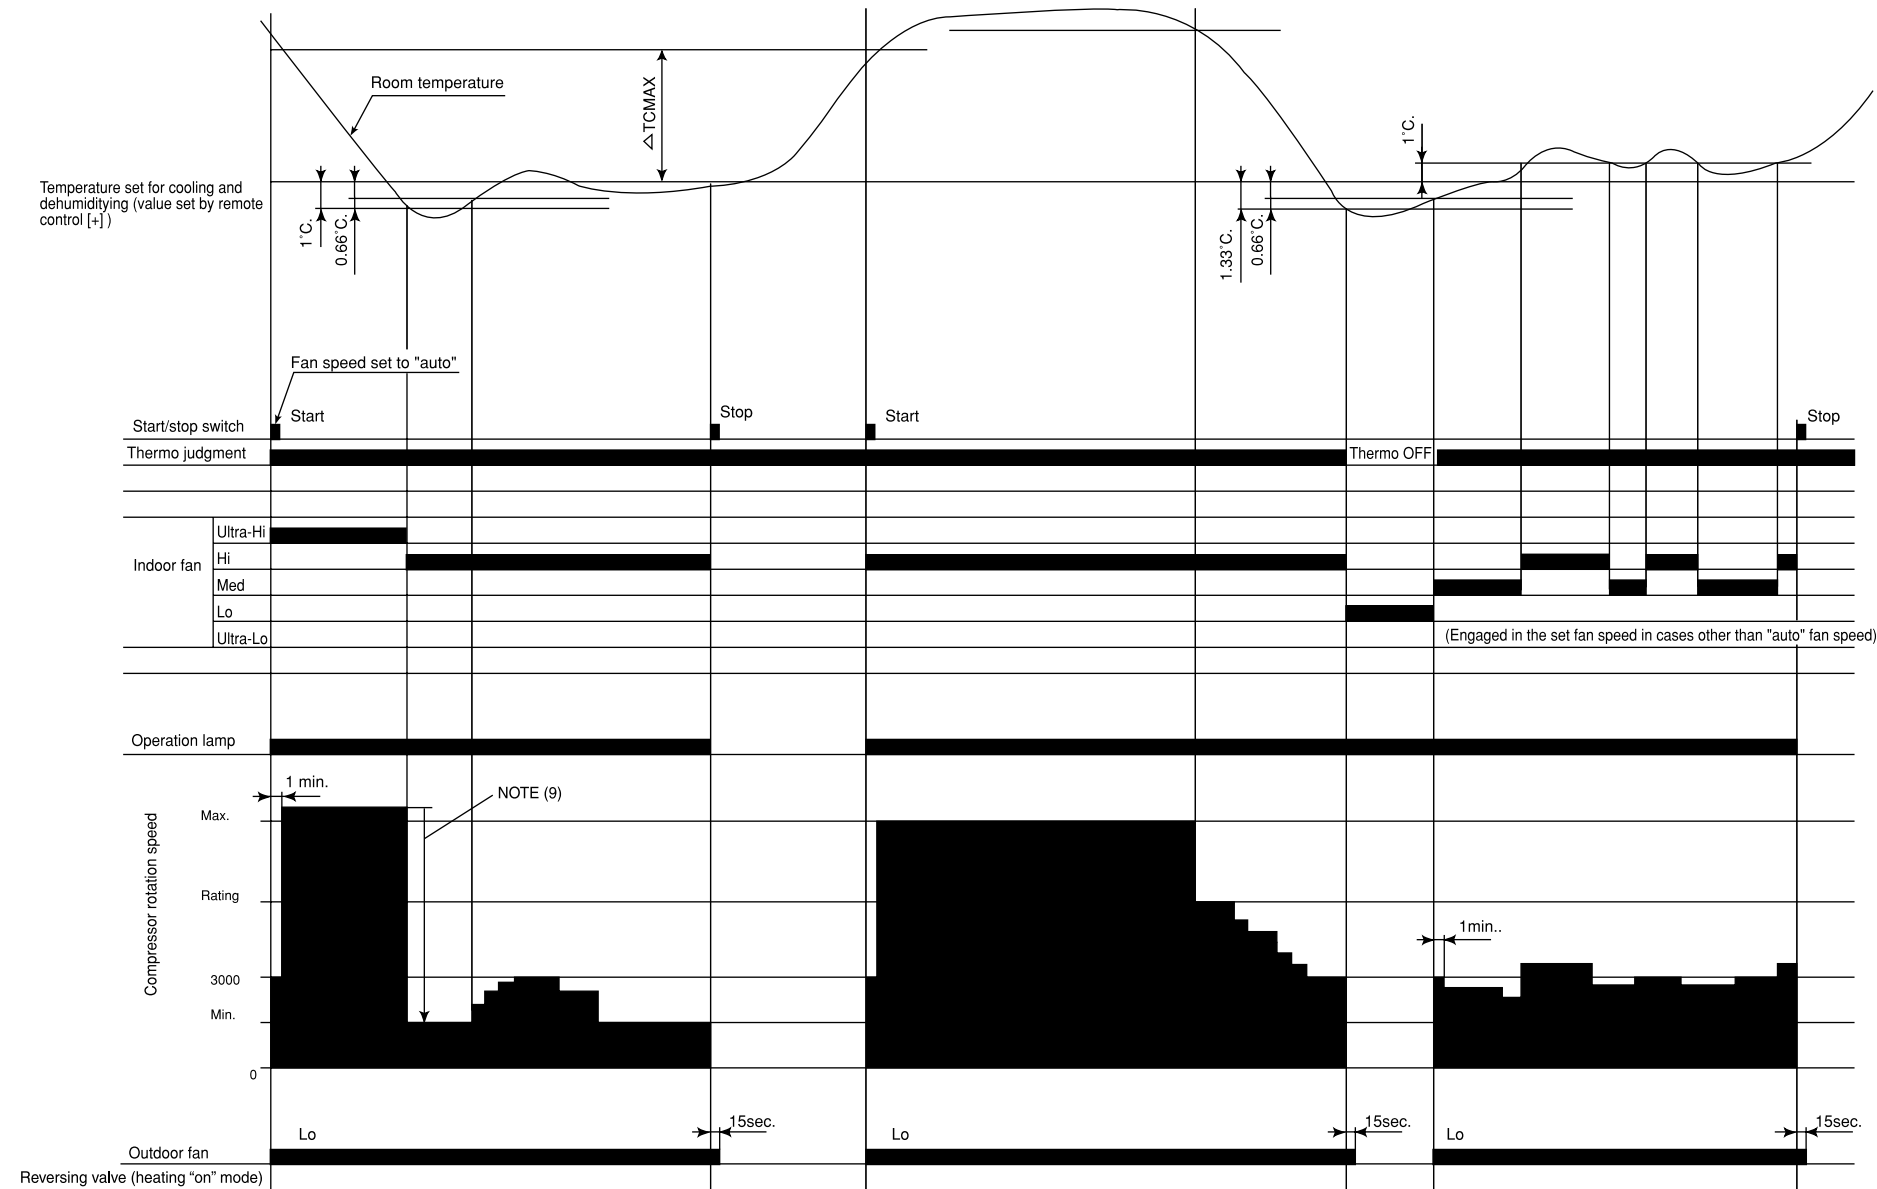 Room temperature
△TCMAX
1˚C.
Temperature set for cooling and
dehumiditying (value set by remote
control [+] )
1˚C.
0.66˚C.
1.33˚C.
0.66˚C.
Fan speed set to "auto"
Start/stop switch
Start
Stop
Start
Stop
Thermo judgment
Thermo OFF
Indoor fan
Ultra-Hi
Hi
Med
Lo
Ultra-Lo
(Engaged in the set fan speed in cases other than "auto" fan speed)
Operation lamp
1 min.
NOTE (9)
Compressor rotation speed
Max.
Rating
3000
Min.
0
1min..
15sec.
15sec.
15sec.
Lo
Lo
Lo
Outdoor fan
Reversing valve (heating “on” mode)